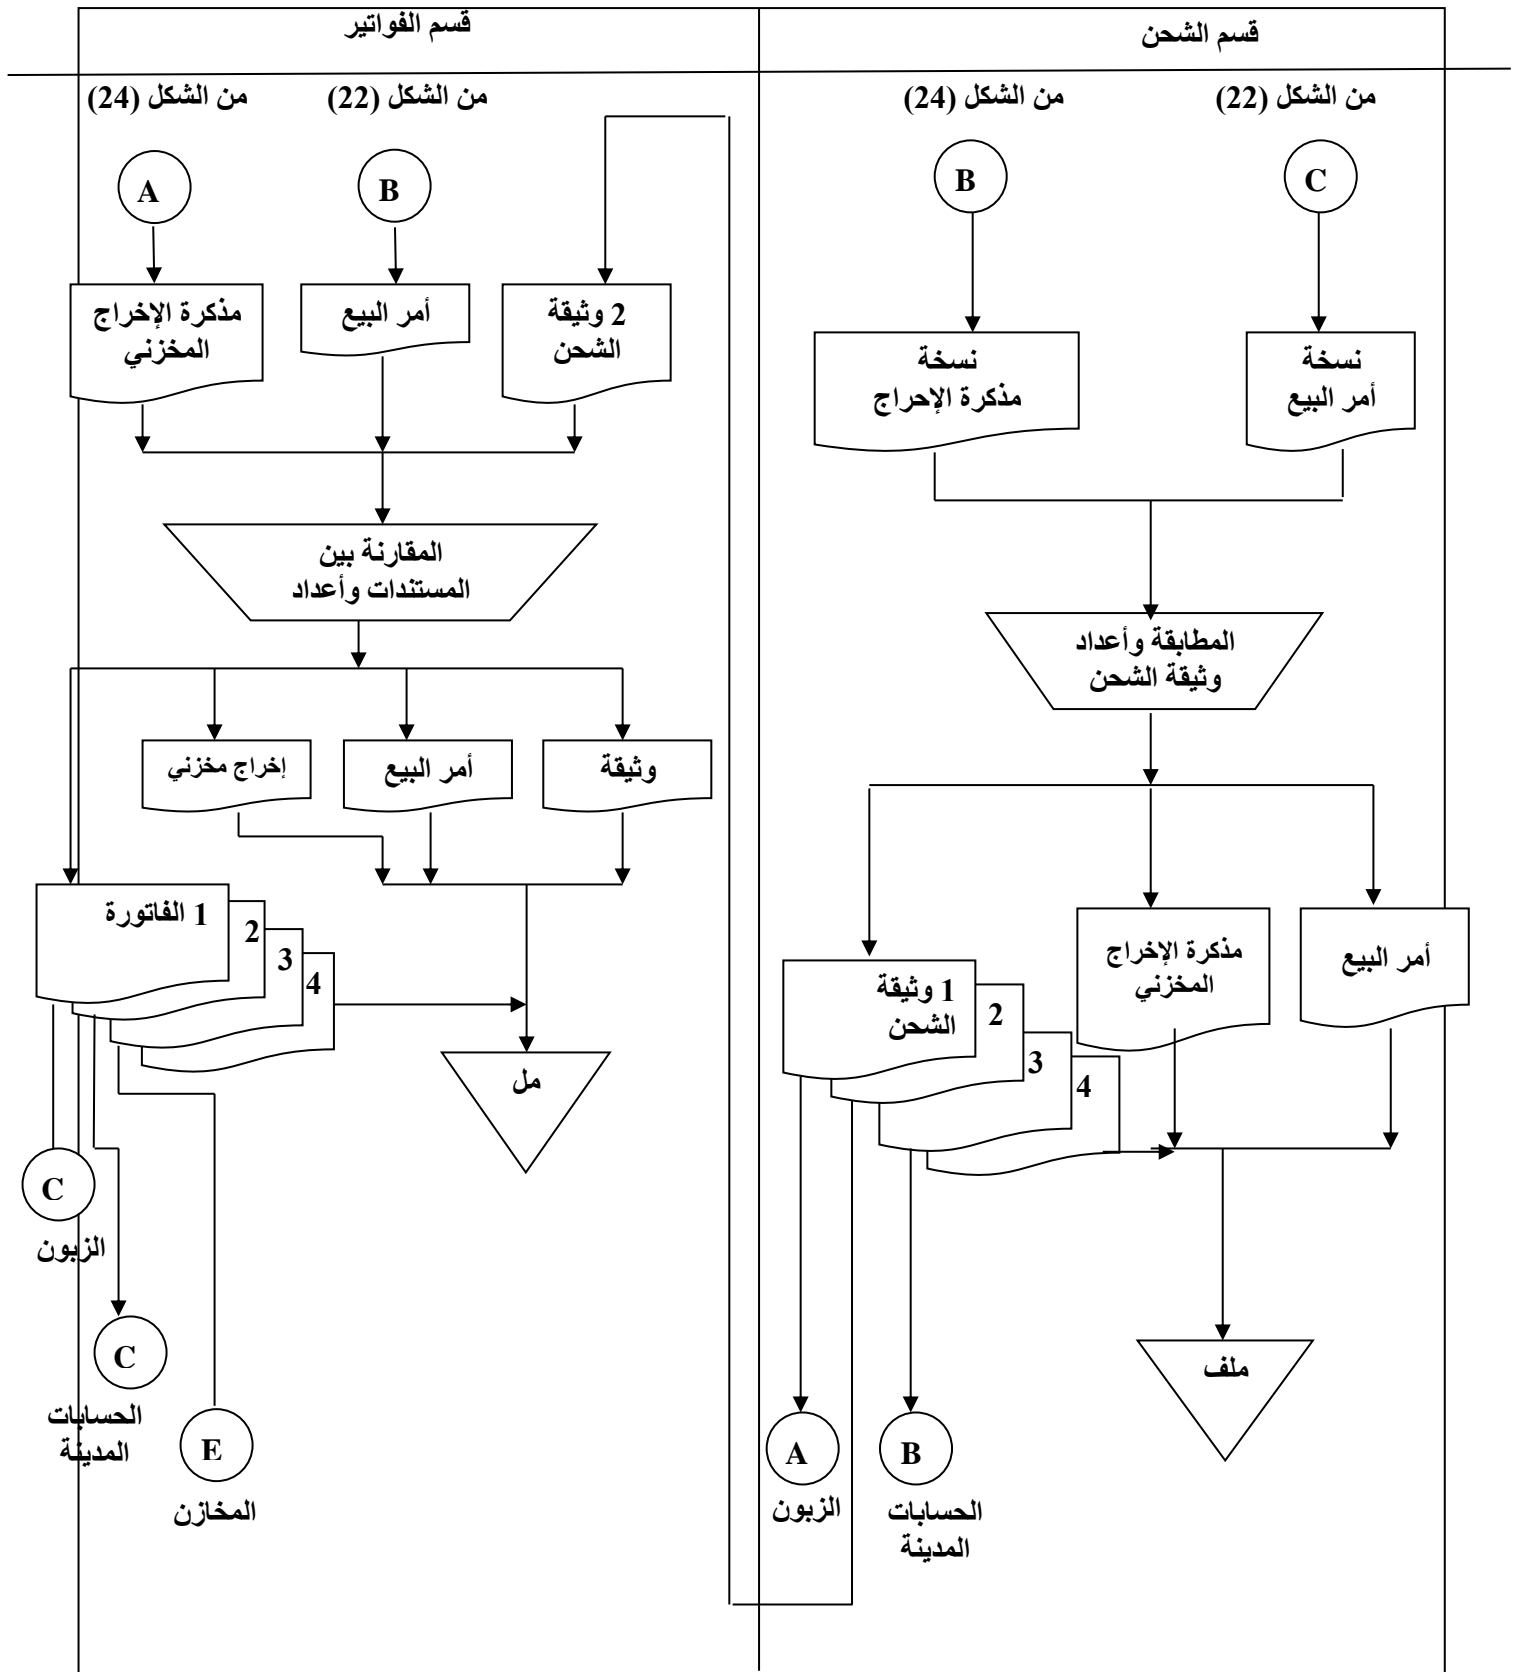 قسم الشحن
قسم الفواتير
من الشكل (22)
من الشكل (24)
C
B
نسخة
أمر البيع
نسخة
مذكرة الإحراج
المطابقة وأعداد
وثيقة الشحن
أمر البيع
مذكرة الإخراج
المخزني
1 وثيقة
الشحن
2
3
4
ملف
B
الحسابات
المدينة
A
الزبون
من الشكل (22)
من الشكل (24)
B
A
2 وثيقة
الشحن
أمر البيع
مذكرة الإخراج
المخزني
المقارنة بين
المستندات وأعداد
وثيقة
أمر البيع
إخراج مخزني
1 الفاتورة
2
3
4
مل
C
الزبون
C
الحسابات
المدينة
E
المخازن